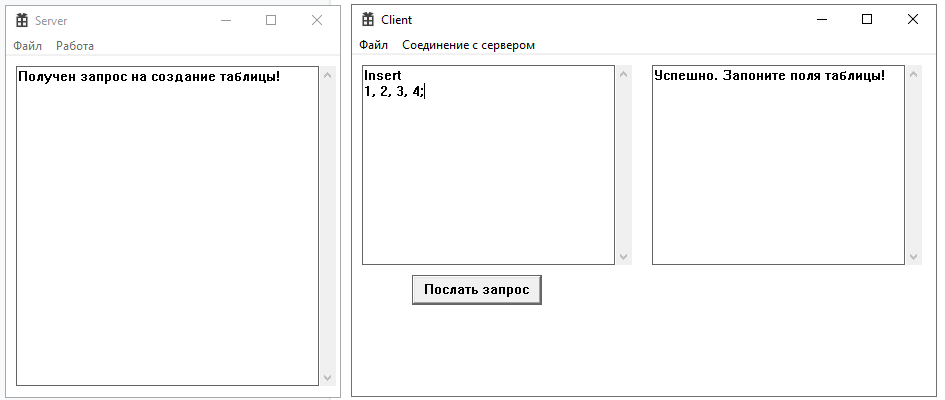 Server
Файл Работа
Получен запрос на создание таблицы!
Client
Файл Соединение с сервером
Insert
1, 2, 3, 4;
Успешно. Запоните поля таблицы!
Послать запрос